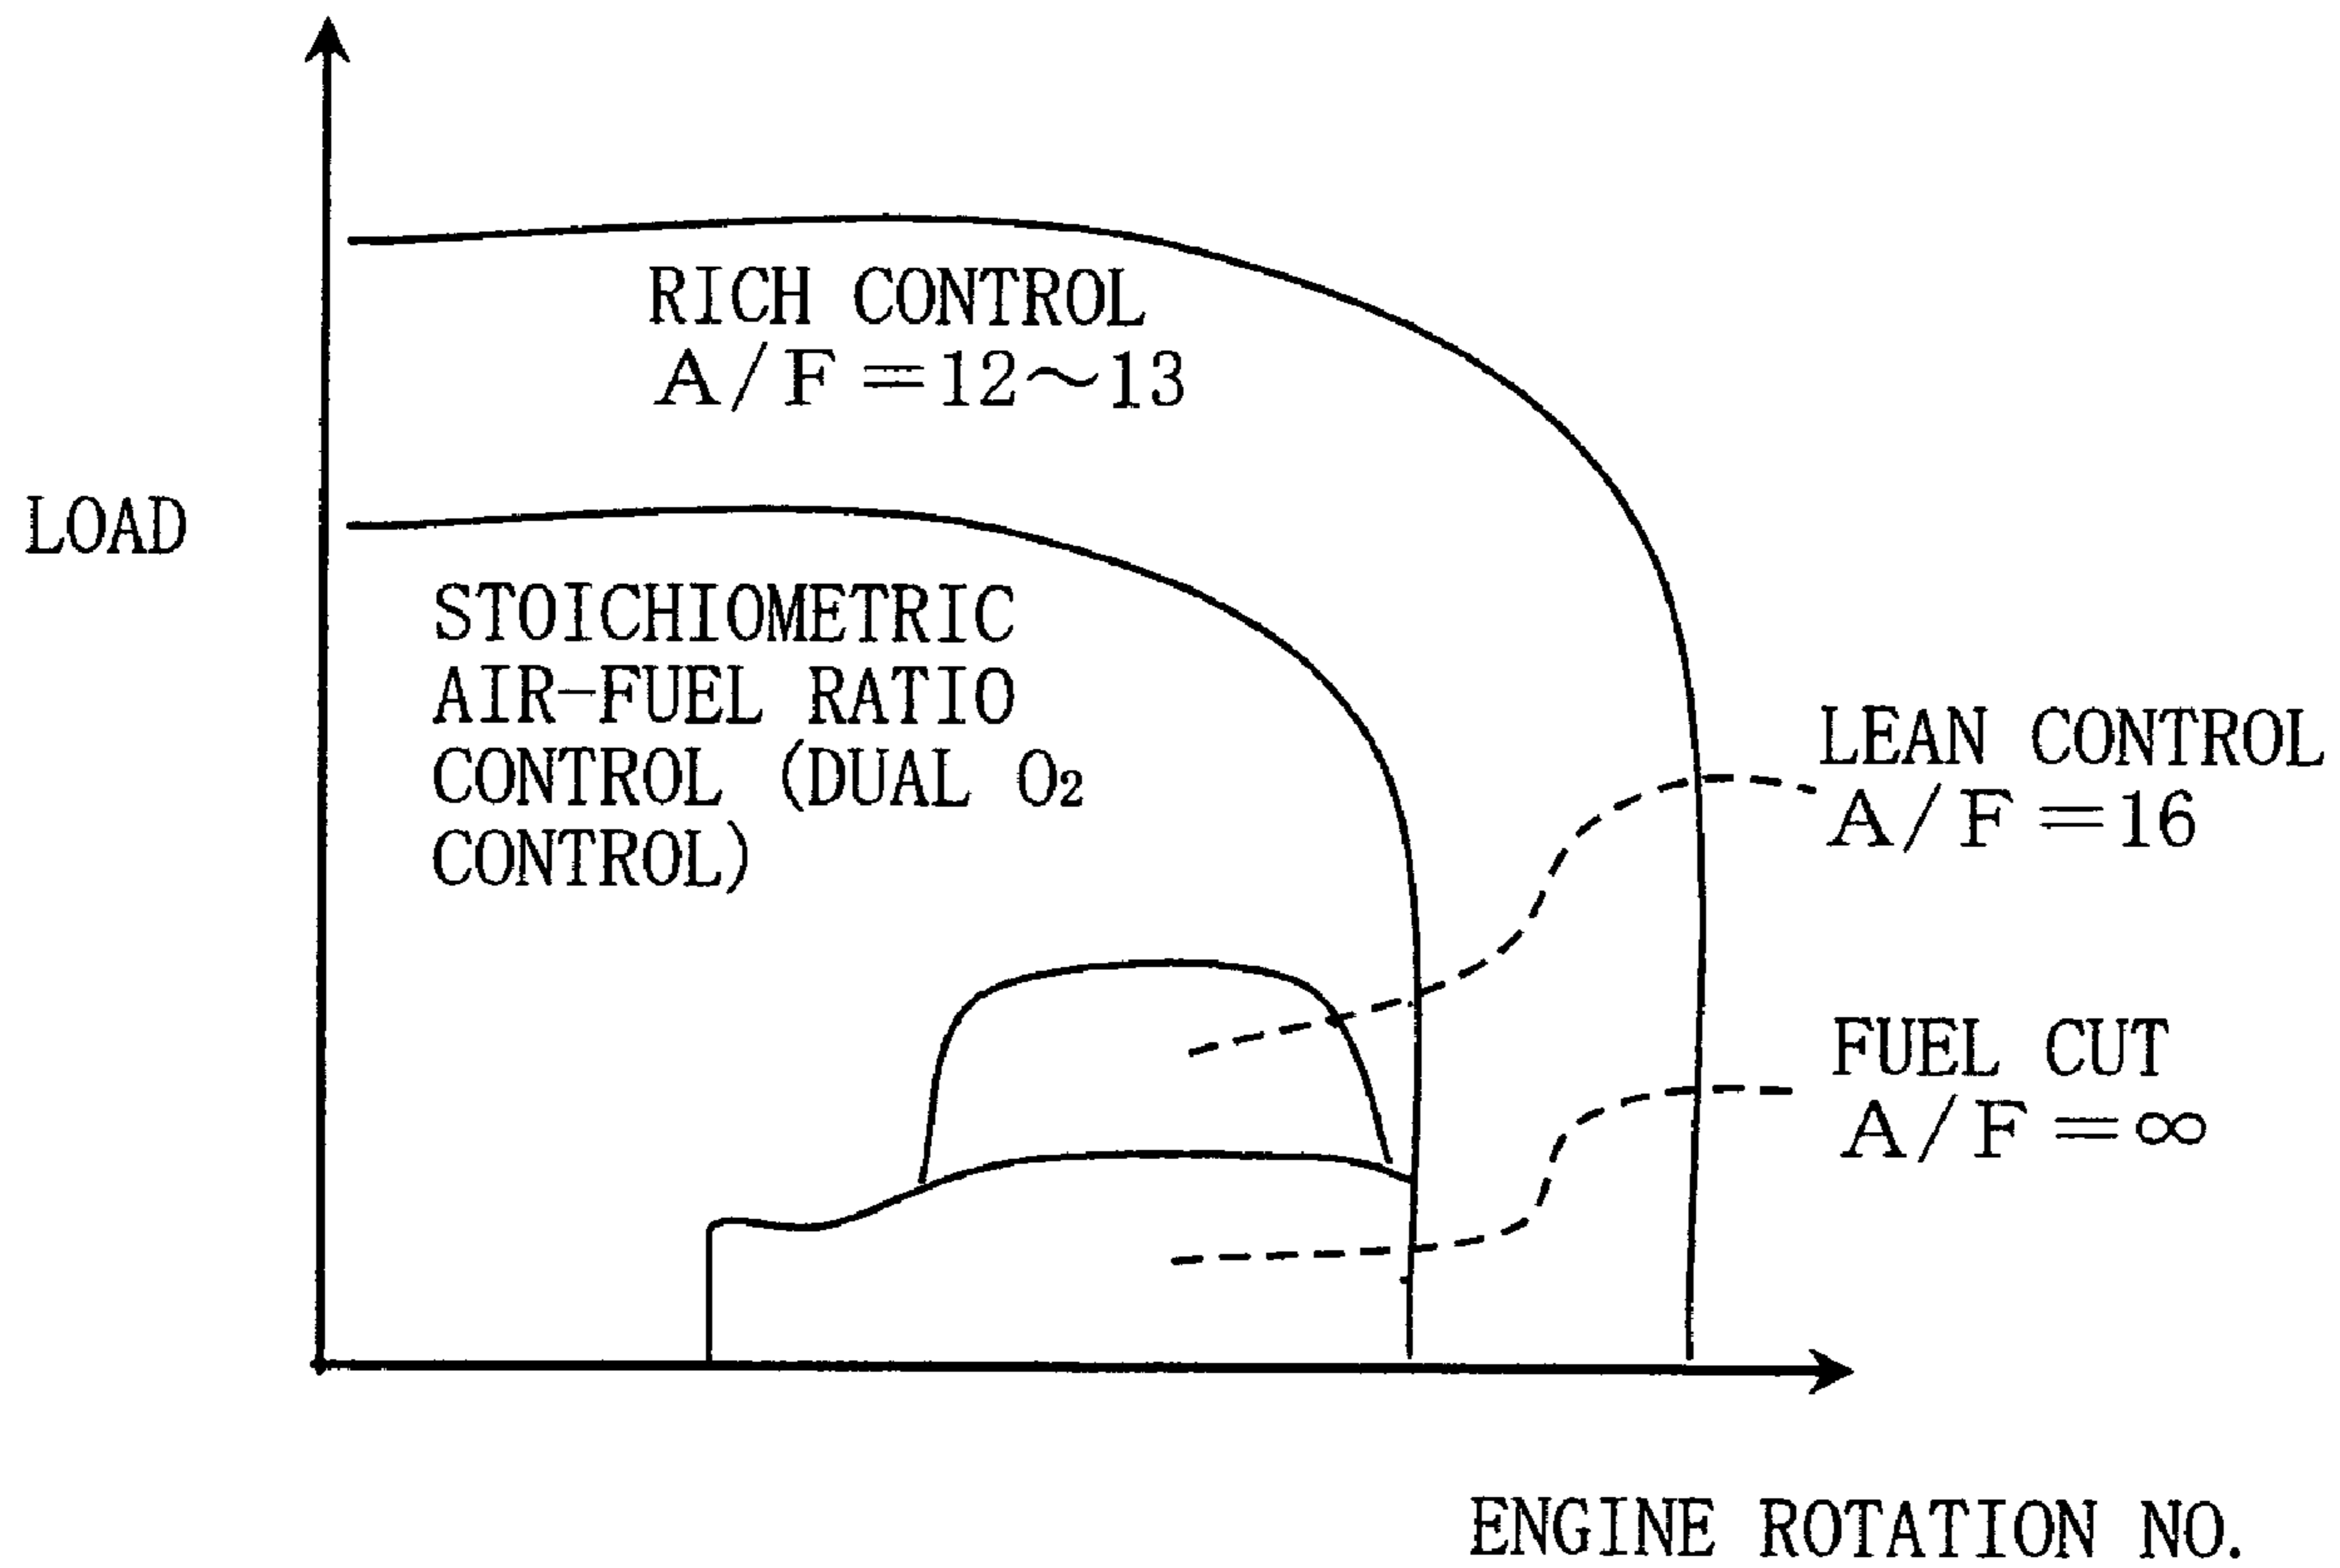 RICH CONTROL
A/F=12～13
LOAD
STOICHIOMETRIC
AIR-FUEL RATIO
CONTROL (DUAL O₂
CONTROL)
LEAN CONTROL
A/F=16
FUEL CUT
A/F=∞
ENGINE ROTATION NO.